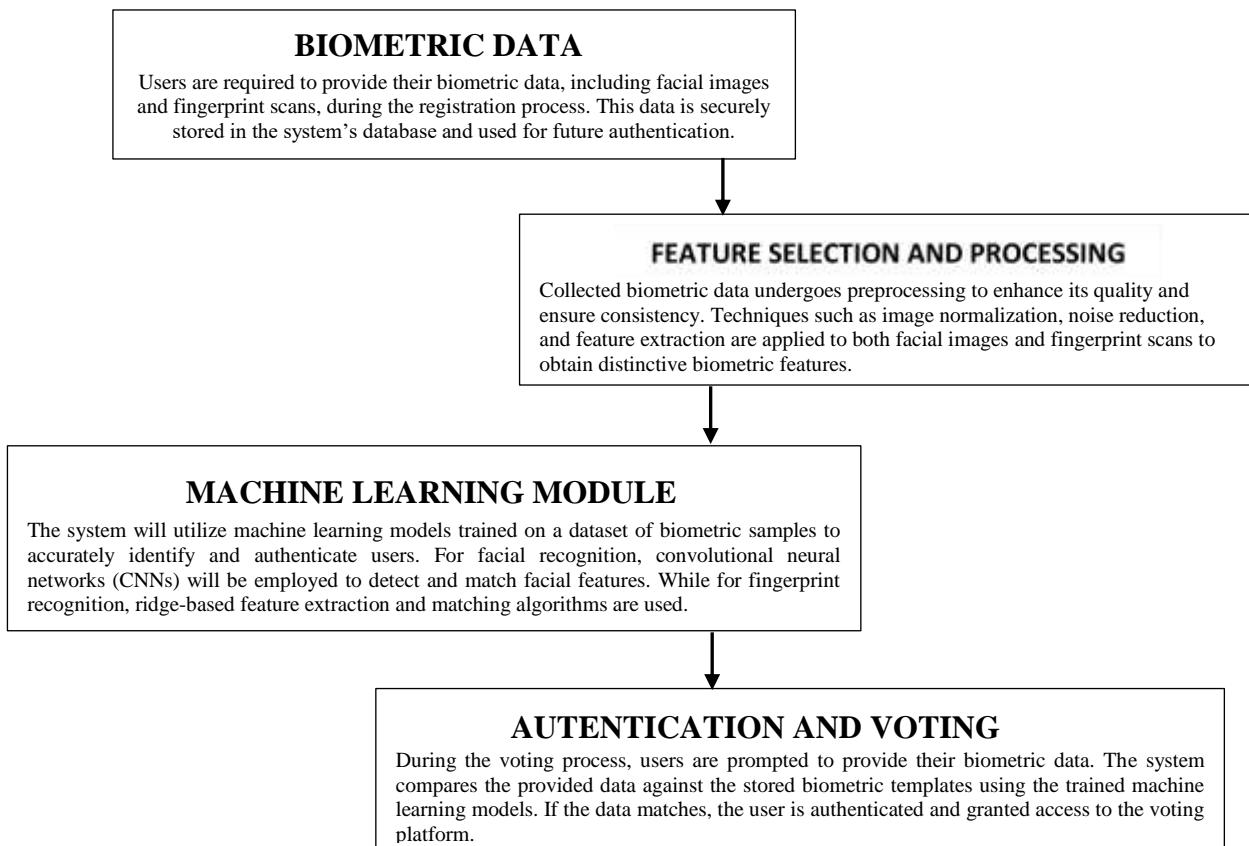 BIOMETRIC DATA
Users are required to provide their biometric data, including facial images
and fingerprint scans, during the registration process. This data is securely
stored in the system’s database and used for future authentication.
FEATURE SELECTION AND PROCESSING
Collected biometric data undergoes preprocessing to enhance its quality and
ensure consistency. Techniques such as image normalization, noise reduction,
and feature extraction are applied to both facial images and fingerprint scans to
obtain distinctive biometric features.
MACHINE LEARNING MODULE
The system will utilize machine learning models trained on a dataset of biometric samples to
accurately identify and authenticate users. For facial recognition, convolutional neural
networks (CNNs) will be employed to detect and match facial features. While for fingerprint
recognition, ridge-based feature extraction and matching algorithms are used.
AUTENTICATION AND VOTING
During the voting process, users are prompted to provide their biometric data. The system
compares the provided data against the stored biometric templates using the trained machine
learning models. If the data matches, the user is authenticated and granted access to the voting
platform.